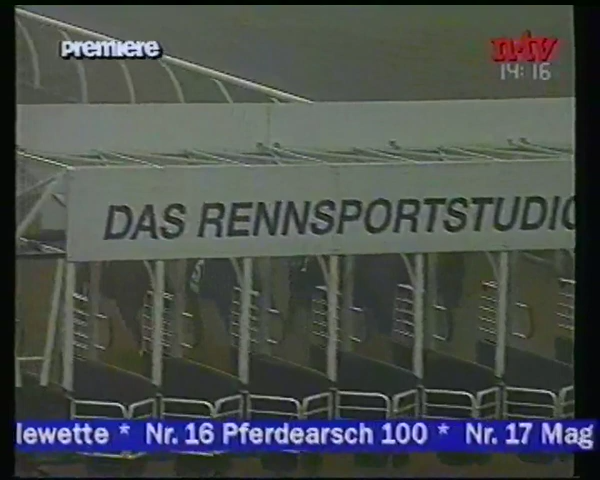 premiere
n-tv
14:16
DAS RENNSPORTSTUDIO
lewette * Nr. 16 Pferdearsch 100 * Nr. 17 Mag